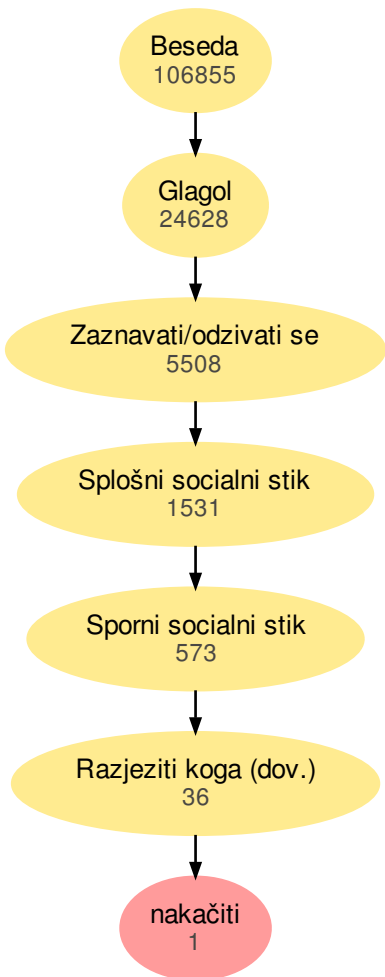 Beseda
106855
Glagol
24628
Zaznavati/odzivati se
5508
Splošni socialni stik
1531
Sporni socialni stik
573
Razjeziti koga (dov.)
36
nakačiti
1